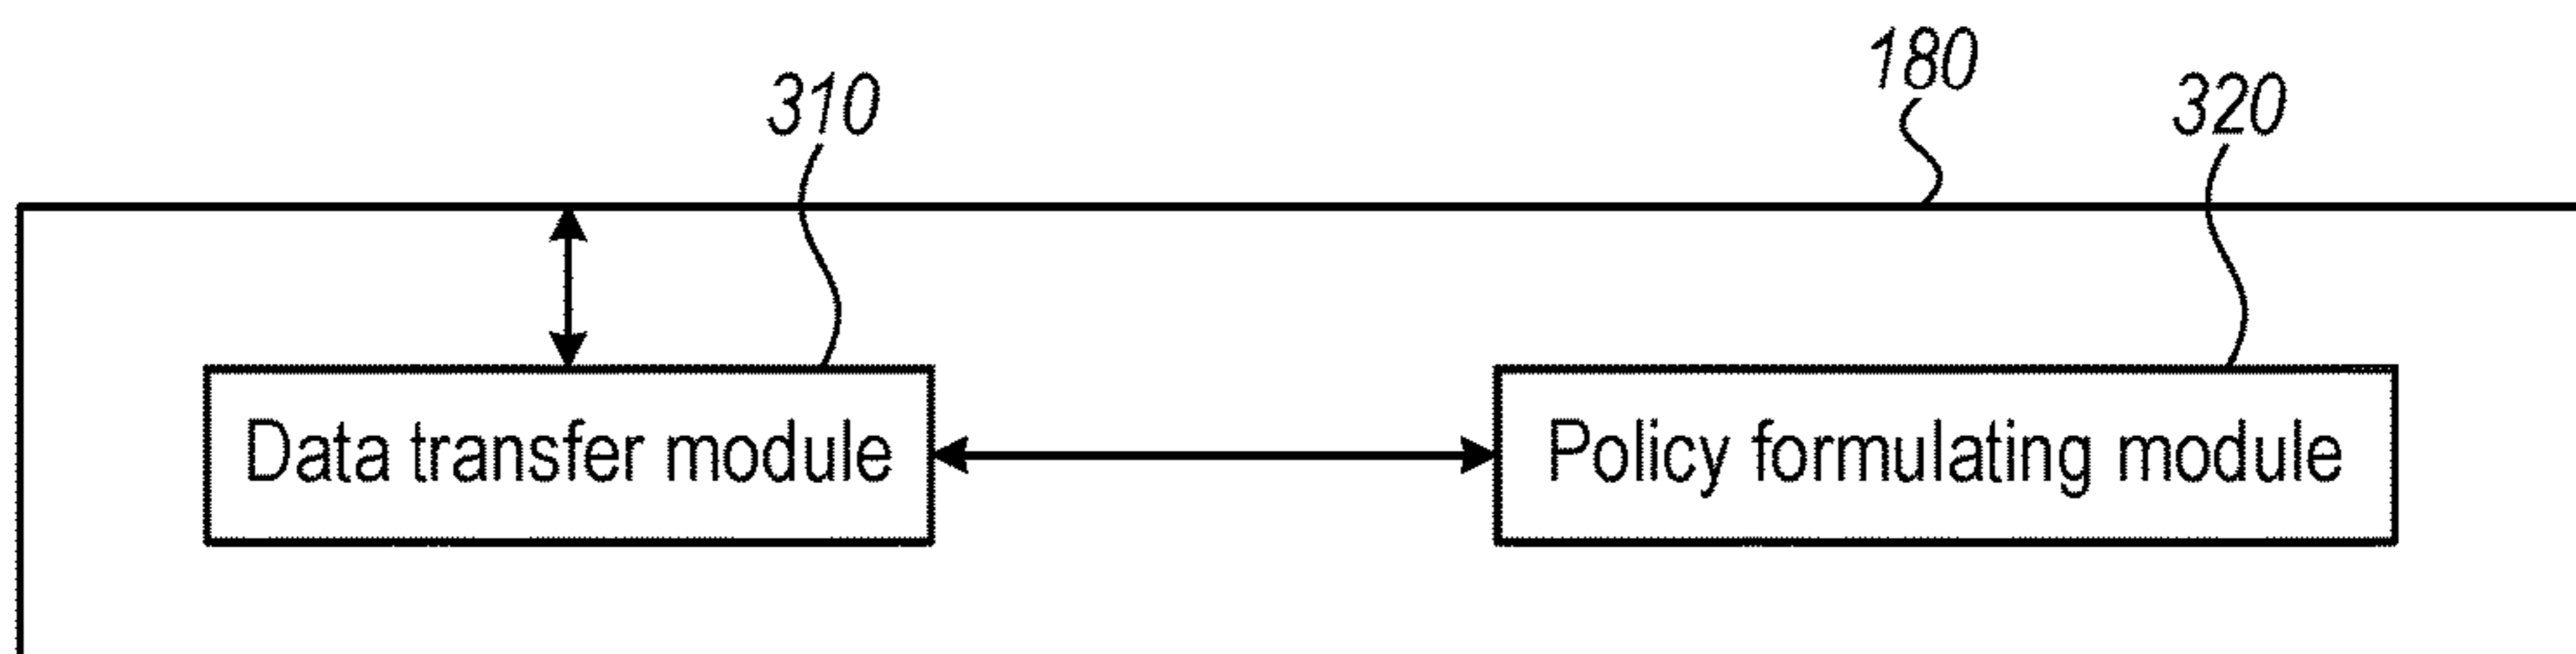 180
310
320
Data transfer module
Policy formulating module